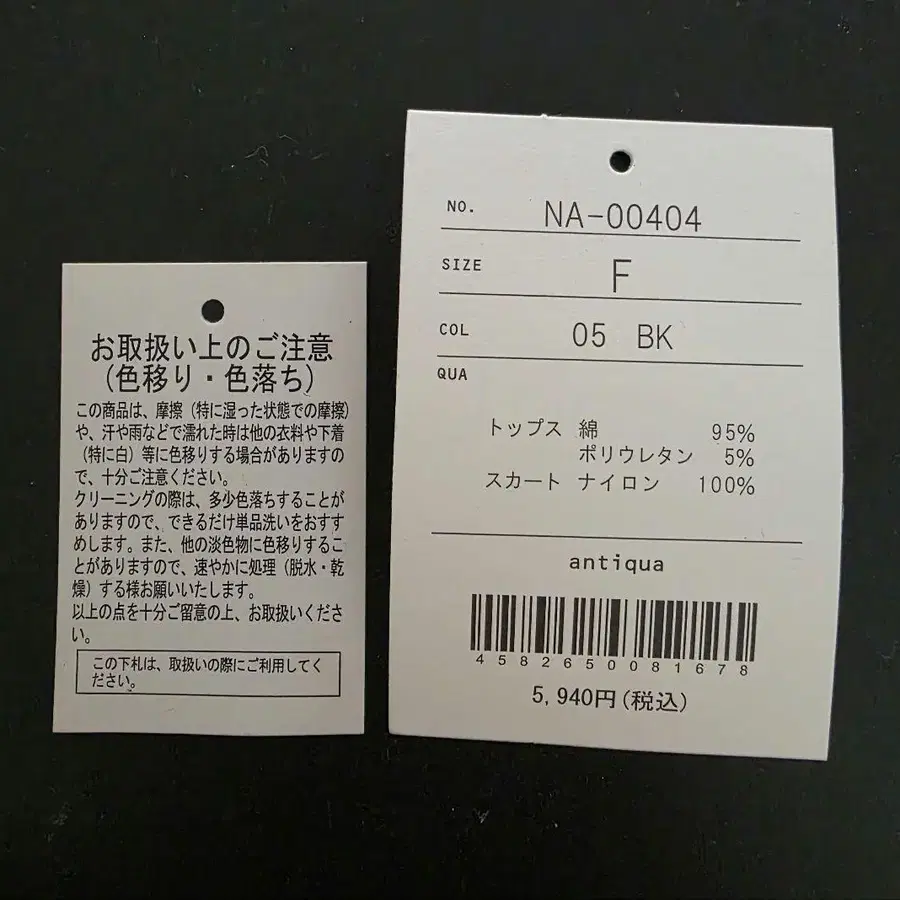 お取扱い上のご注意
(色移り・色落ち)
この商品は、摩擦（特に湿った状態での摩擦）
や、汗や雨などで濡れた時は他の衣料や下着
（特に白）等に色移りする場合がありますの
で、十分ご注意ください。
クリーニングの際は、多少色落ちすることが
ありますので、できるだけ単品洗いをおすす
めします。また、他の淡色物に色移りするこ
とがありますので、速やかに処理（脱水・乾
燥）する様お願いいたします。
以上の点を十分ご留意の上、お取扱いくださ
い。
この下札は、取扱いの際にご利用してく
ださい。
NO. NA-00404
SIZE F
COL 05 BK
QUA
トップス 綿 95%
ポリウレタン 5%
スカート ナイロン 100%
antiqua
4582650081678
5,940円(税込)